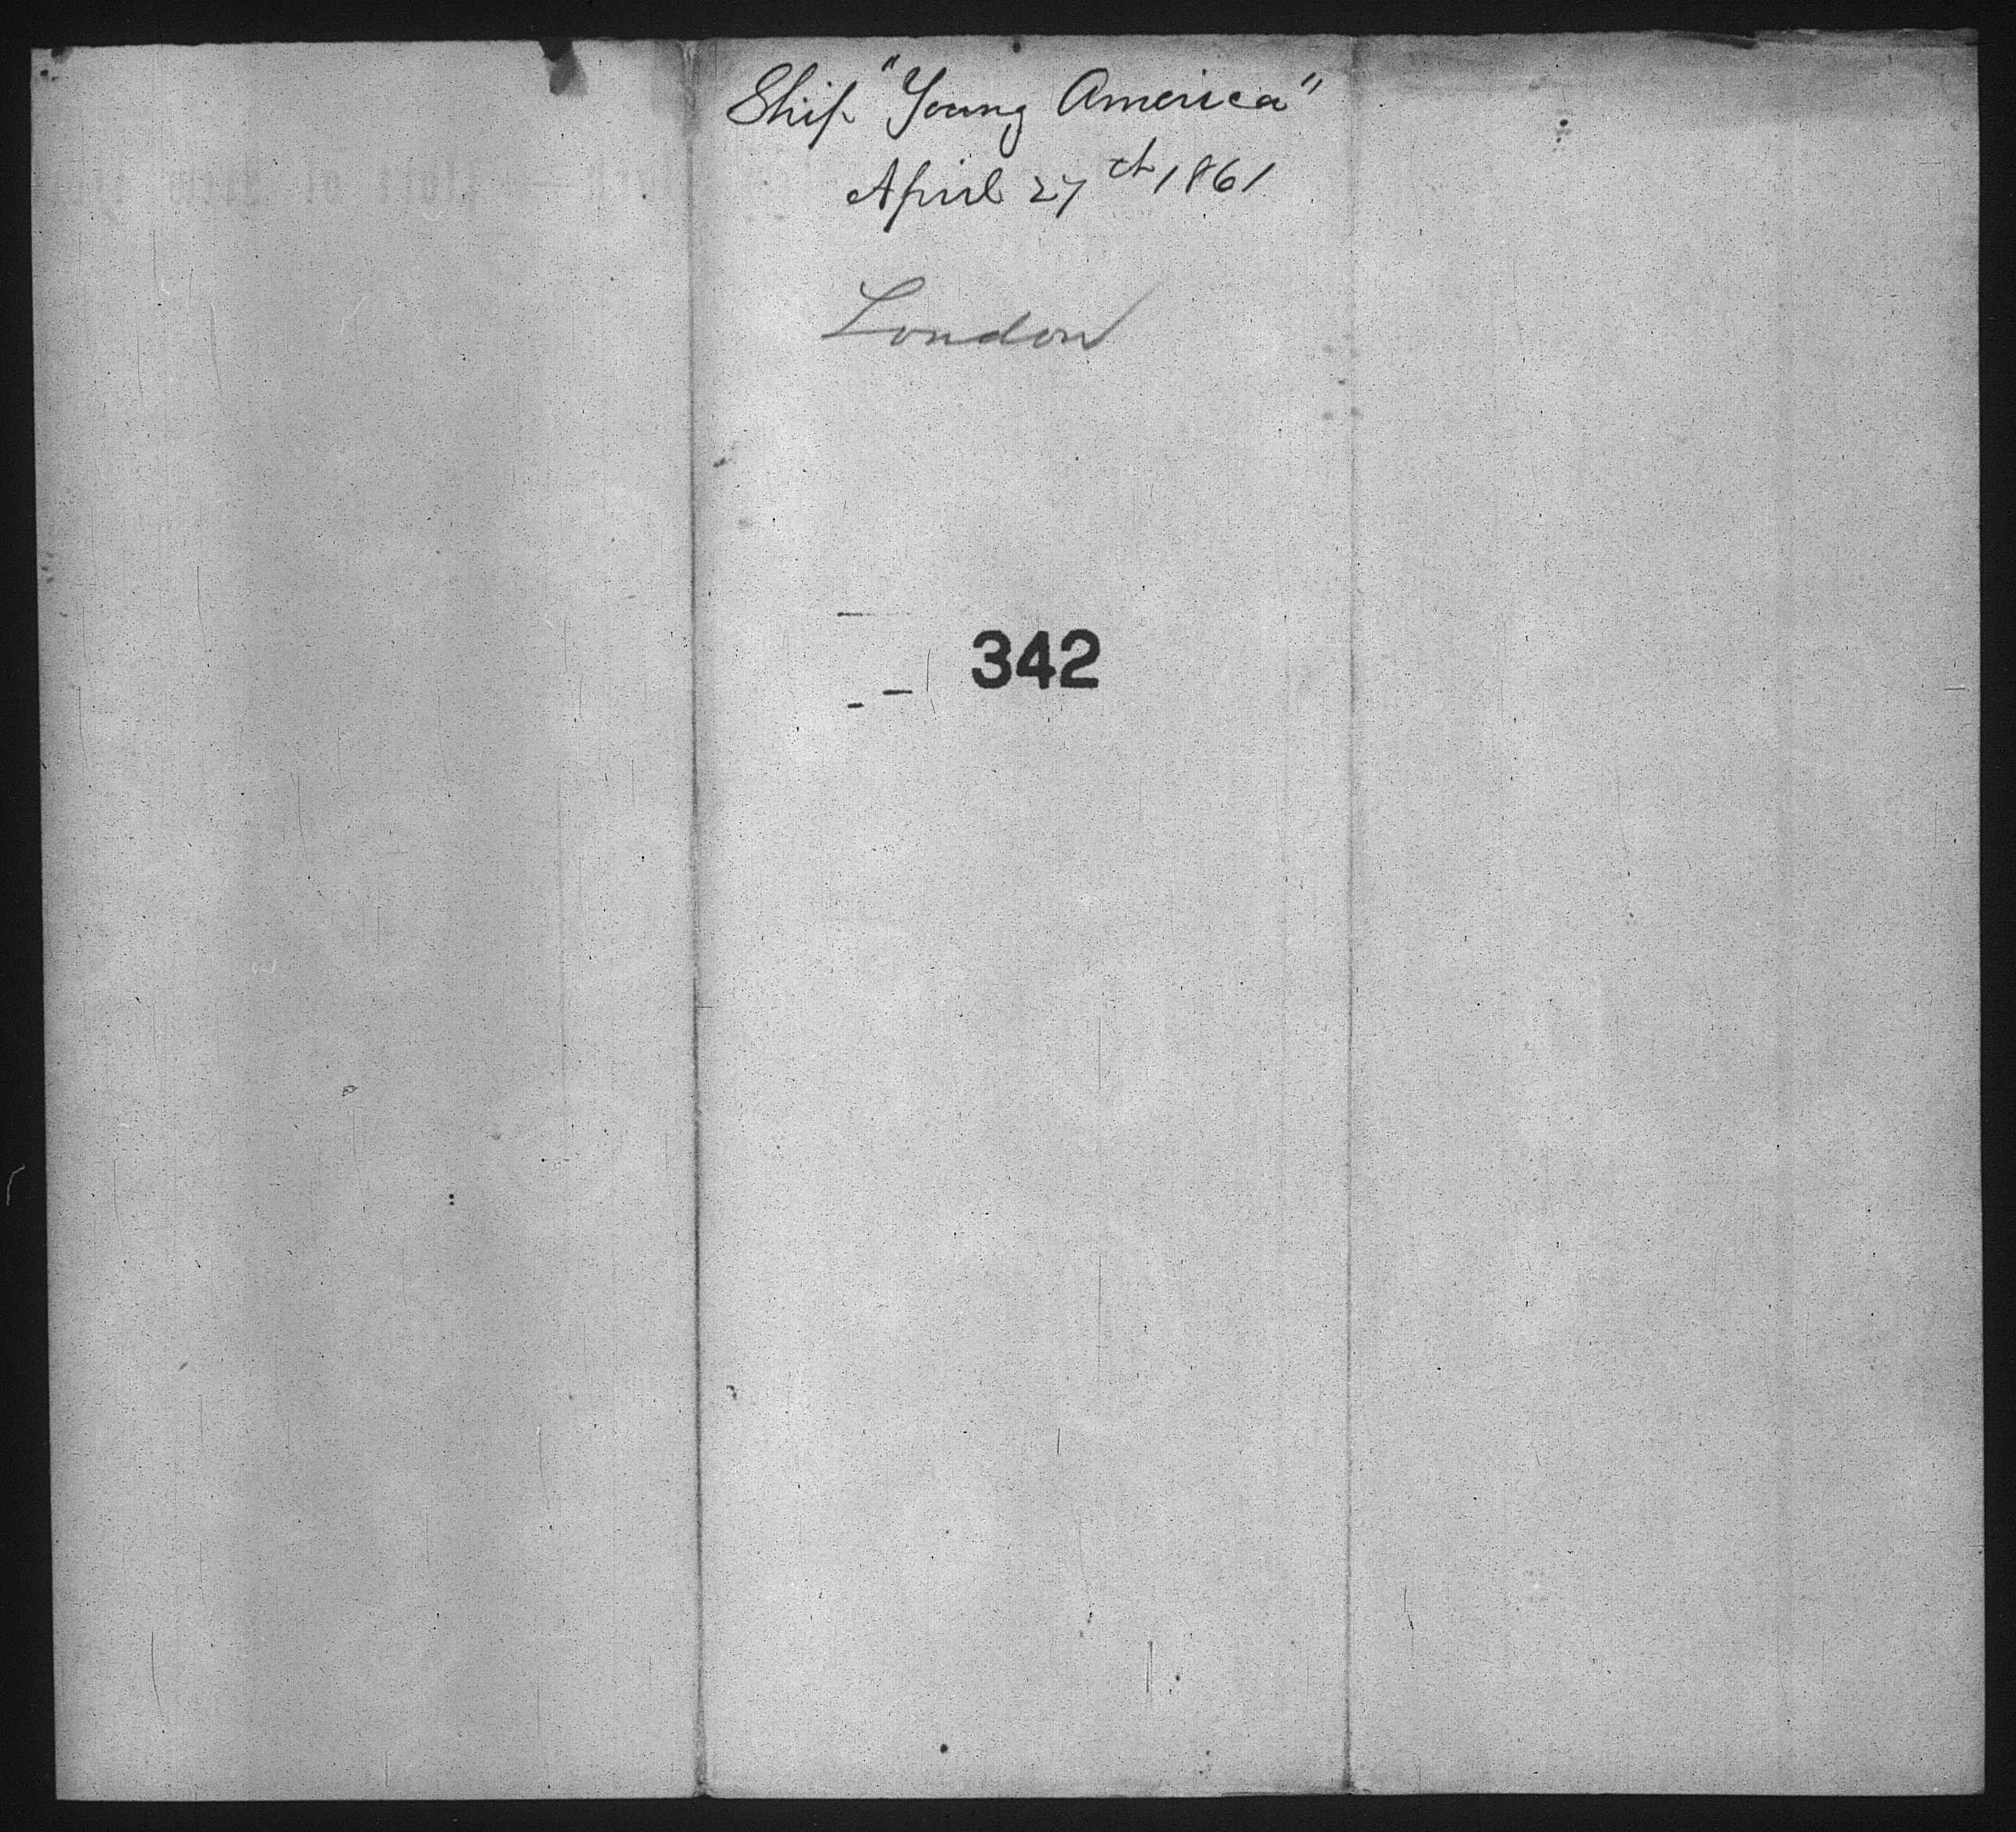 Ship "Young America"
April 27th 1861
London
342